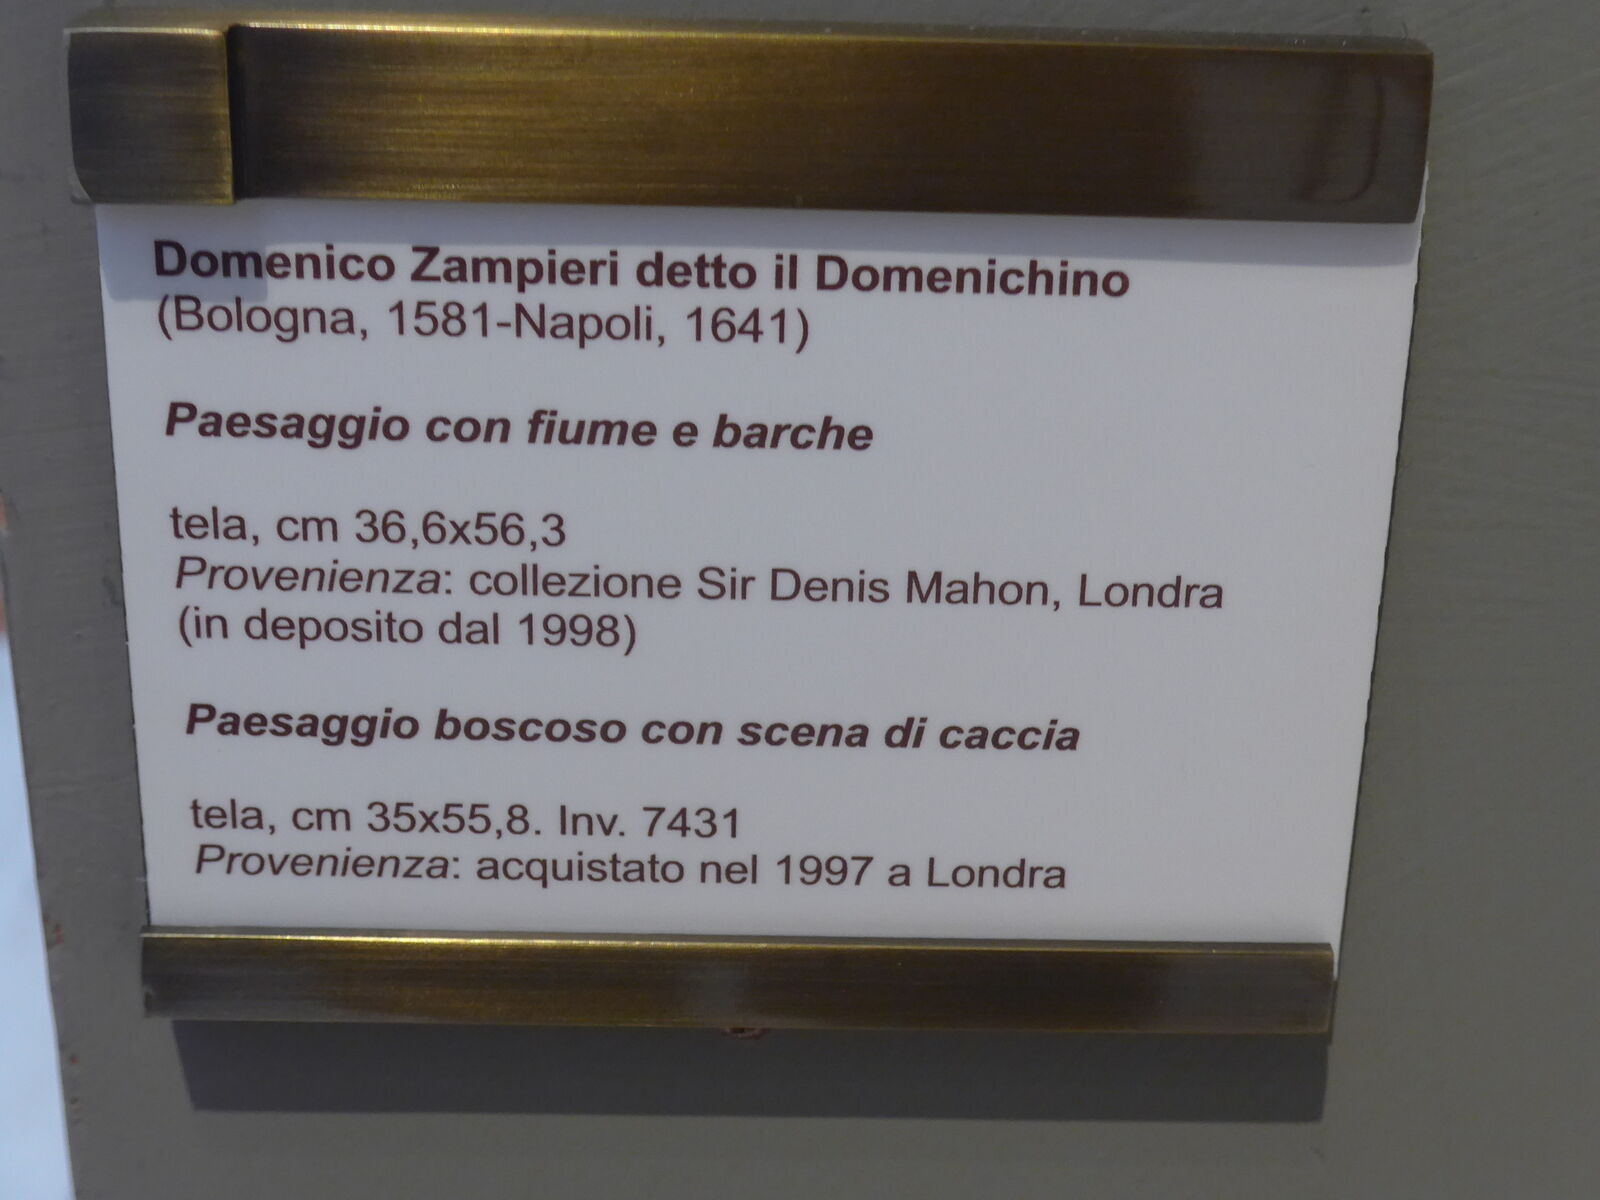 Domenico Zampieri detto il Domenichino
(Bologna, 1581-Napoli, 1641)
Paesaggio con fiume e barche
tela, cm 36,6x56,3
Provenienza: collezione Sir Denis Mahon, Londra
(in deposito dal 1998)
Paesaggio boscoso con scena di caccia
tela, cm 35x55,8. Inv. 7431
Provenienza: acquistato nel 1997 a Londra